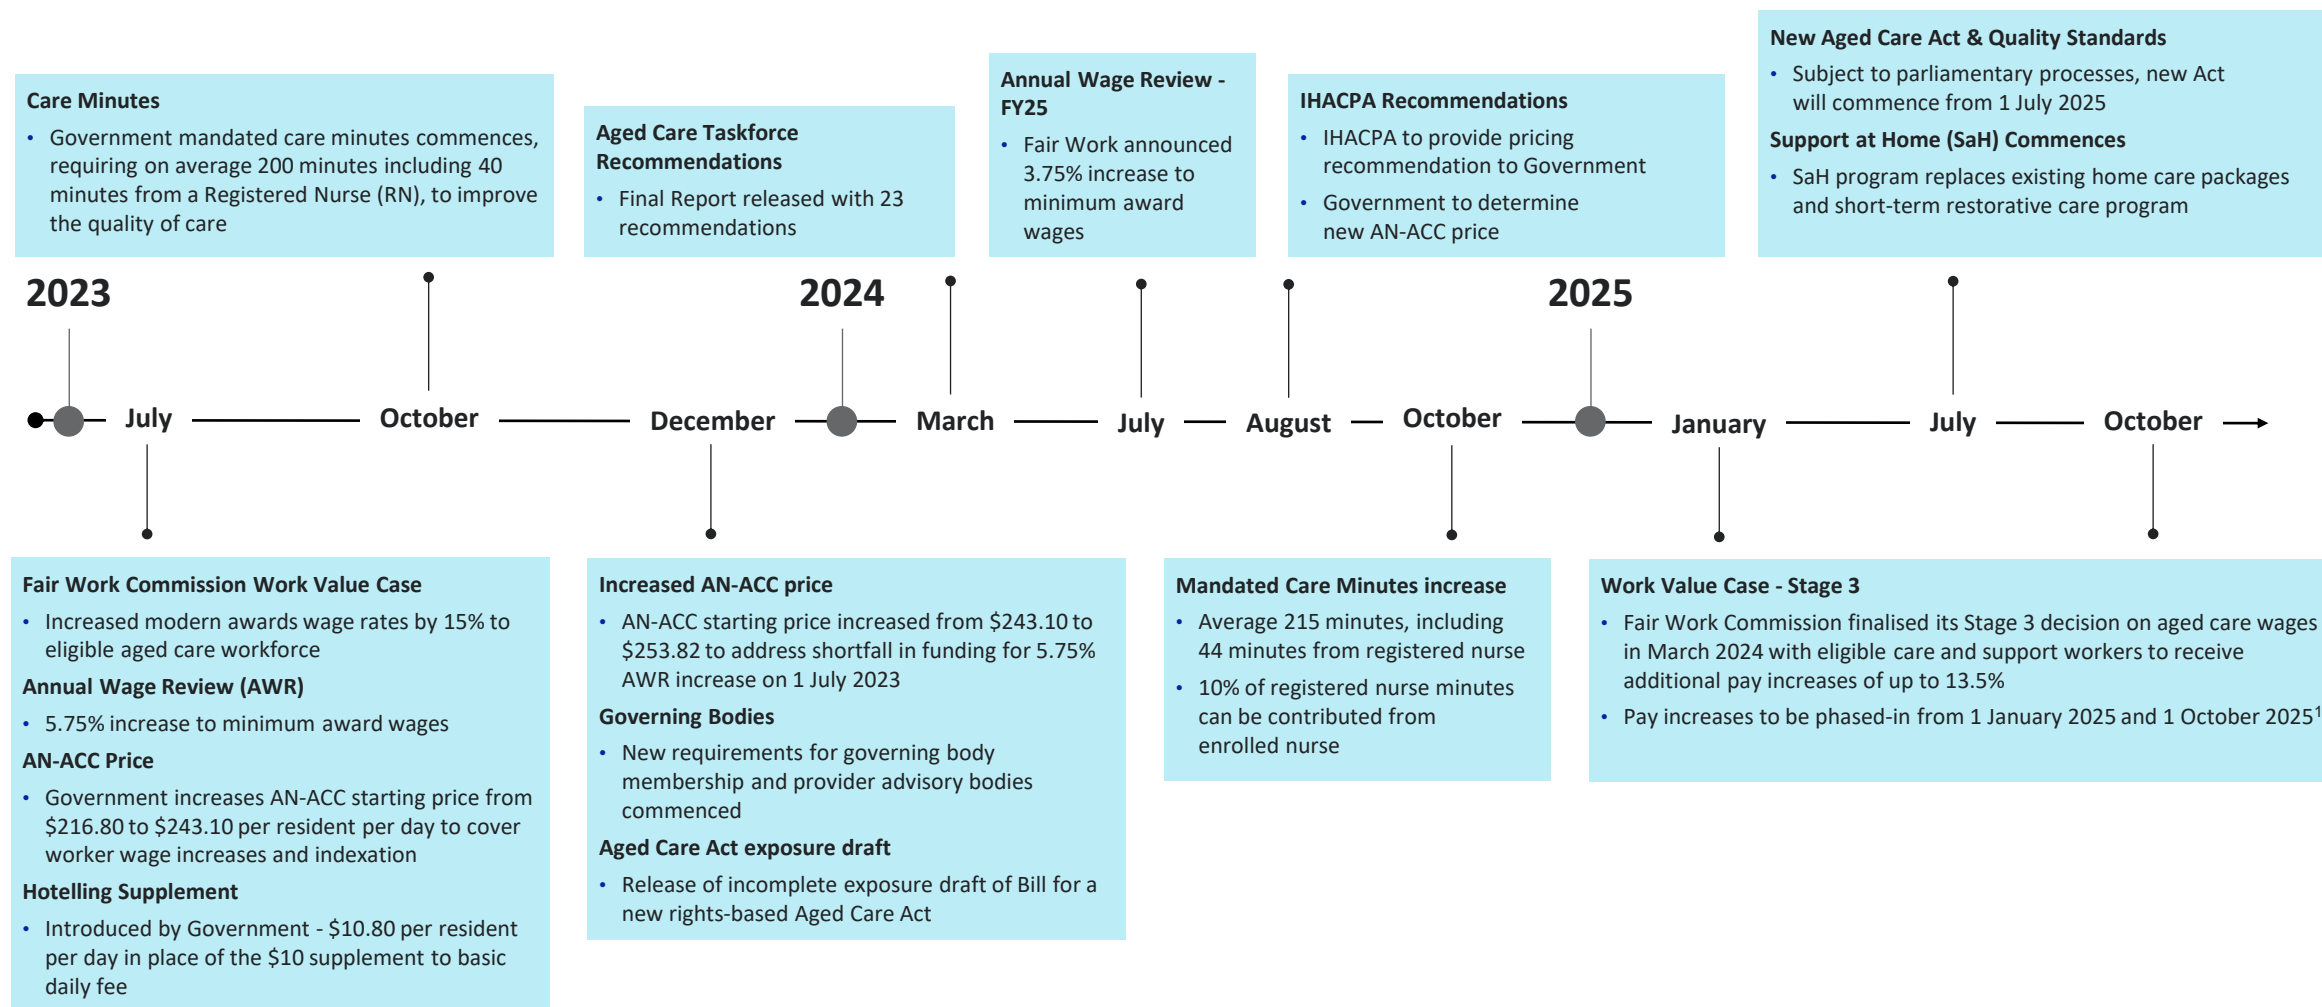 Care Minutes
• Government mandated care minutes commences,
requiring on average 200 minutes including 40
minutes from a Registered Nurse (RN), to improve
the quality of care
Aged Care Taskforce
Recommendations
• Final Report released with 23
recommendations
Annual Wage Review -
FY25
• Fair Work announced
3.75% increase to
minimum award
wages
IHACPA Recommendations
• IHACPA to provide pricing
recommendation to Government
• Government to determine
new AN-ACC price
New Aged Care Act & Quality Standards
• Subject to parliamentary processes, new Act
will commence from 1 July 2025
Support at Home (SaH) Commences
• SaH program replaces existing home care packages
and short-term restorative care program
2023
2024
2025
July
October
December
March
July
August
October
January
July
October
Fair Work Commission Work Value Case
• Increased modern awards wage rates by 15% to
eligible aged care workforce
Annual Wage Review (AWR)
• 5.75% increase to minimum award wages
AN-ACC Price
• Government increases AN-ACC starting price from
$216.80 to $243.10 per resident per day to cover
worker wage increases and indexation
Hotelling Supplement
• Introduced by Government - $10.80 per resident
per day in place of the $10 supplement to basic
daily fee
Increased AN-ACC price
• AN-ACC starting price increased from $243.10 to
$253.82 to address shortfall in funding for 5.75%
AWR increase on 1 July 2023
Governing Bodies
• New requirements for governing body
membership and provider advisory bodies
commenced
Aged Care Act exposure draft
• Release of incomplete exposure draft of Bill for a
new rights-based Aged Care Act
Mandated Care Minutes increase
• Average 215 minutes, including
44 minutes from registered nurse
• 10% of registered nurse minutes
can be contributed from
enrolled nurse
Work Value Case - Stage 3
• Fair Work Commission finalised its Stage 3 decision on aged care wages
in March 2024 with eligible care and support workers to receive
additional pay increases of up to 13.5%
• Pay increases to be phased-in from 1 January 2025 and 1 October 2025¹